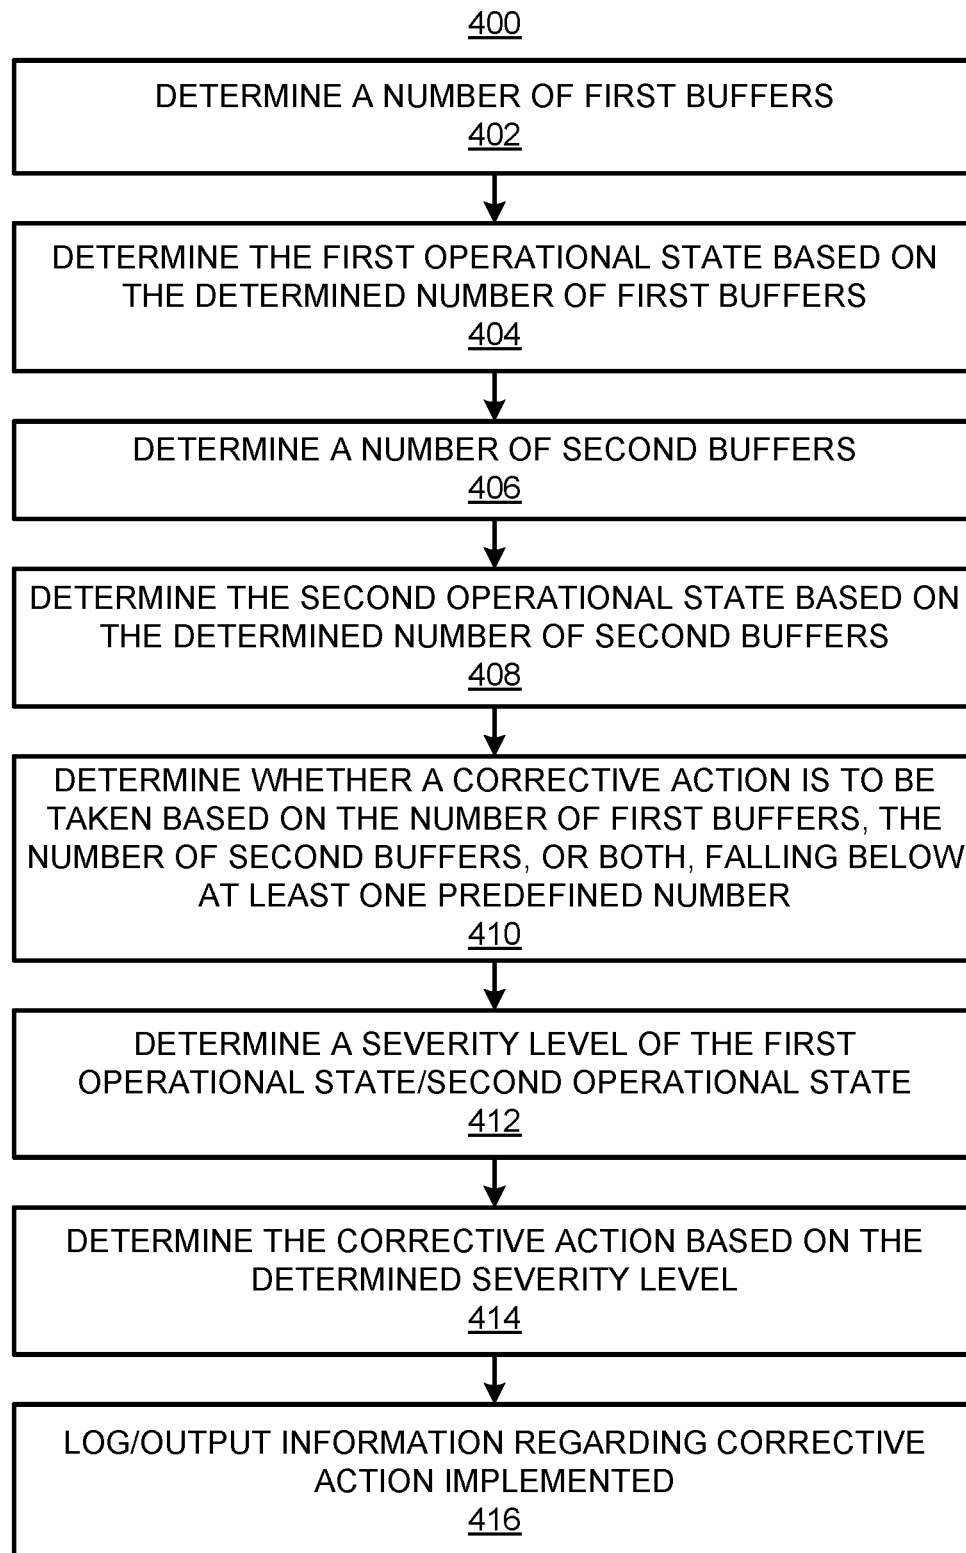 400
DETERMINE A NUMBER OF FIRST BUFFERS
402
DETERMINE THE FIRST OPERATIONAL STATE BASED ON
THE DETERMINED NUMBER OF FIRST BUFFERS
404
DETERMINE A NUMBER OF SECOND BUFFERS
406
DETERMINE THE SECOND OPERATIONAL STATE BASED ON
THE DETERMINED NUMBER OF SECOND BUFFERS
408
DETERMINE WHETHER A CORRECTIVE ACTION IS TO BE
TAKEN BASED ON THE NUMBER OF FIRST BUFFERS, THE
NUMBER OF SECOND BUFFERS, OR BOTH, FALLING BELOW
AT LEAST ONE PREDEFINED NUMBER
410
DETERMINE A SEVERITY LEVEL OF THE FIRST
OPERATIONAL STATE/SECOND OPERATIONAL STATE
412
DETERMINE THE CORRECTIVE ACTION BASED ON THE
DETERMINED SEVERITY LEVEL
414
LOG/OUTPUT INFORMATION REGARDING CORRECTIVE
ACTION IMPLEMENTED
416